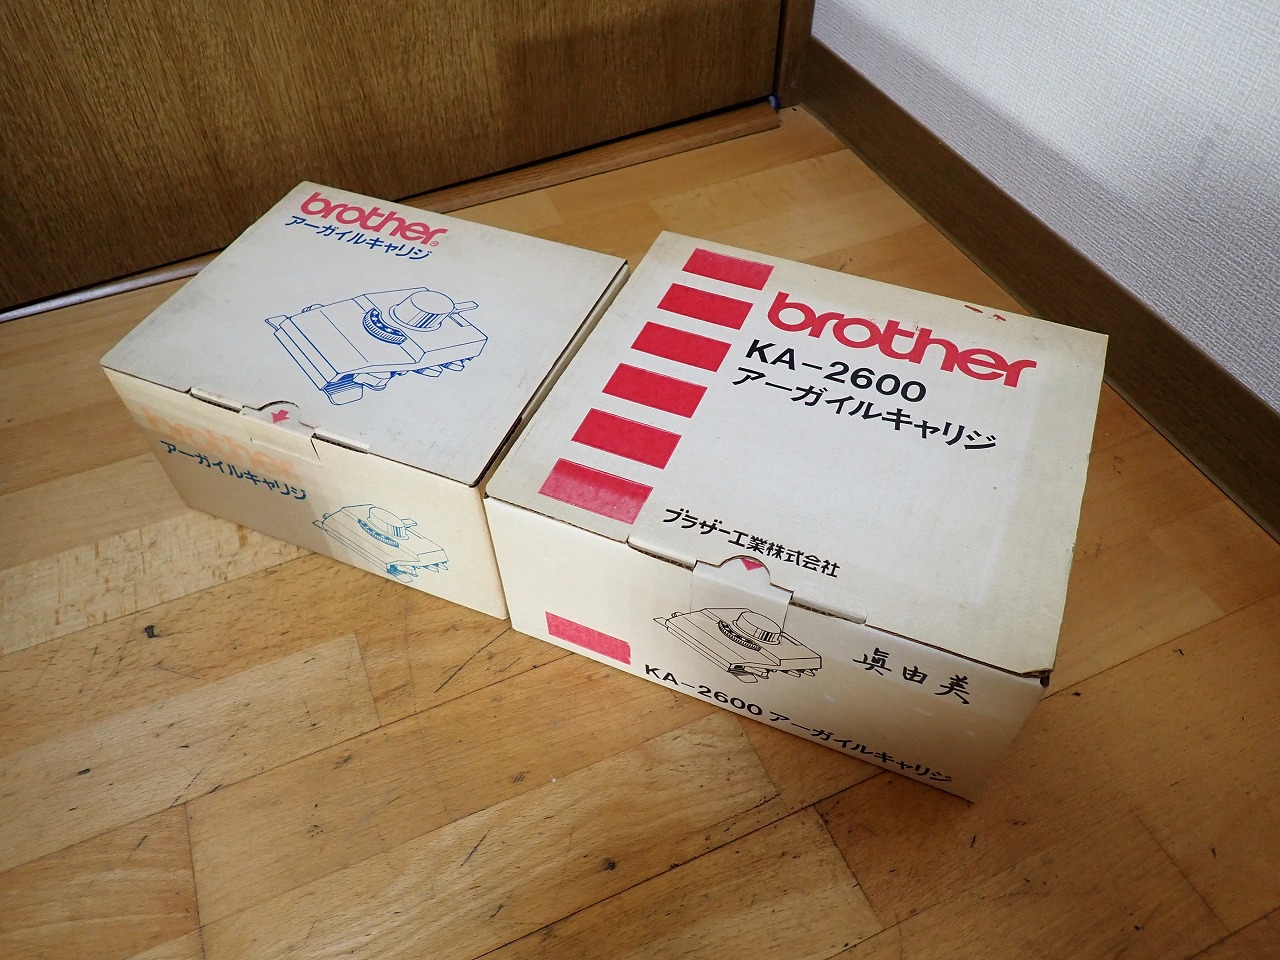 brother®
アーガイルキャリジ
brother
アーガイルキャリジ
brother
KA-2600
アーガイルキャリジ
ブラザー工業株式会社
眞由美
KA-2600 アーガイルキャリジ